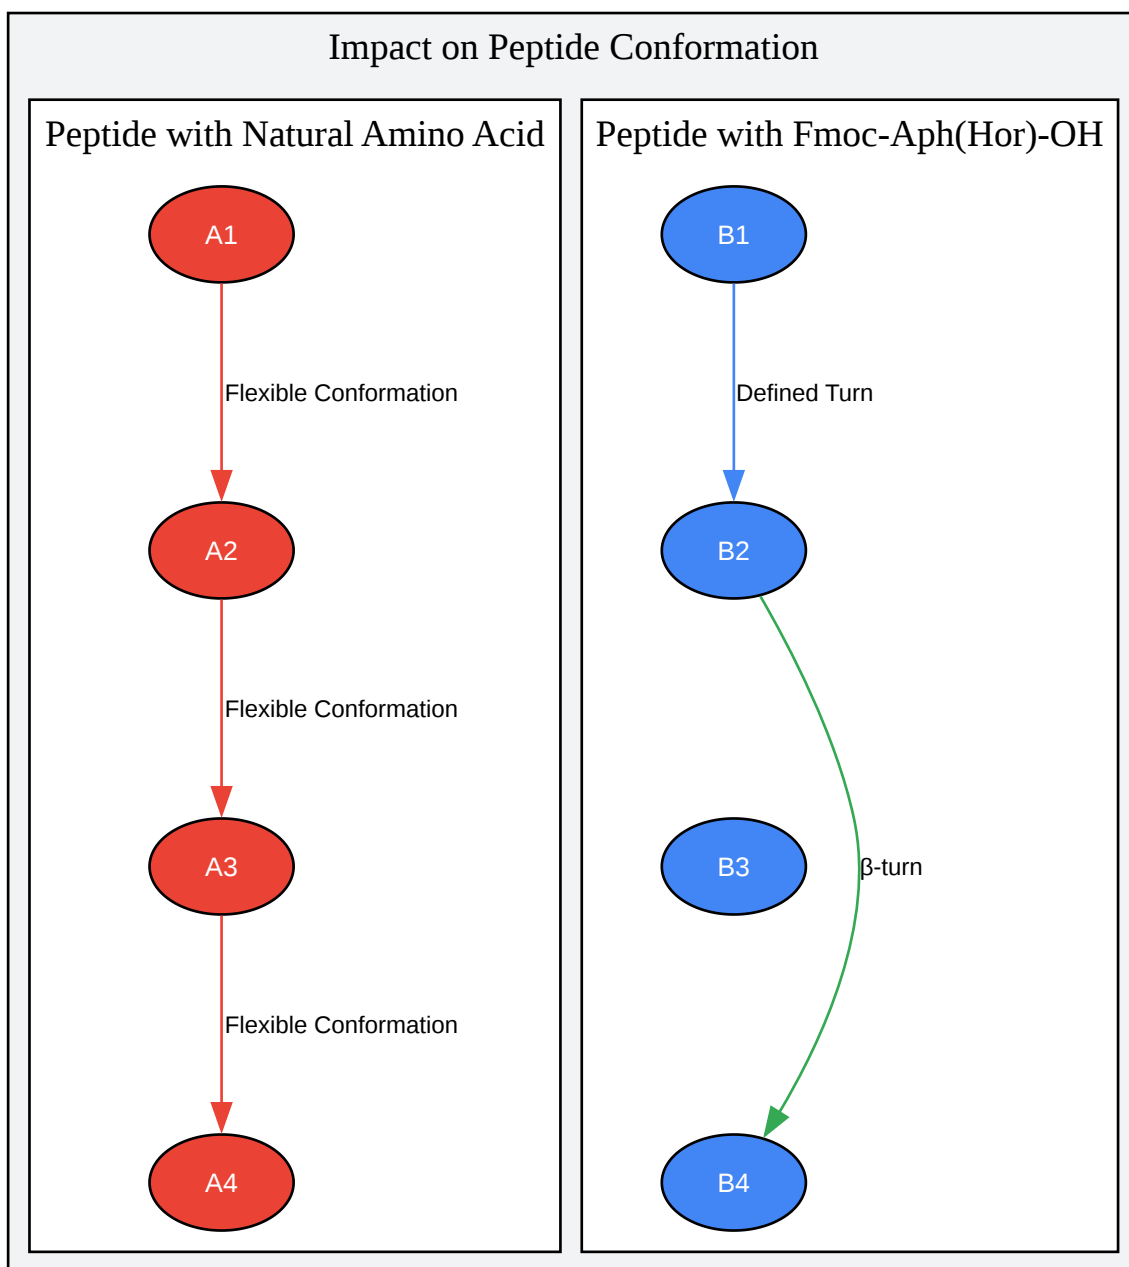 Impact on Peptide Conformation
Peptide with Natural Amino Acid
A1
Flexible Conformation
A2
Flexible Conformation
A3
Flexible Conformation
A4
Peptide with Fmoc-Aph(Hor)-OH
B1
Defined Turn
B2
B3
β-turn
B4